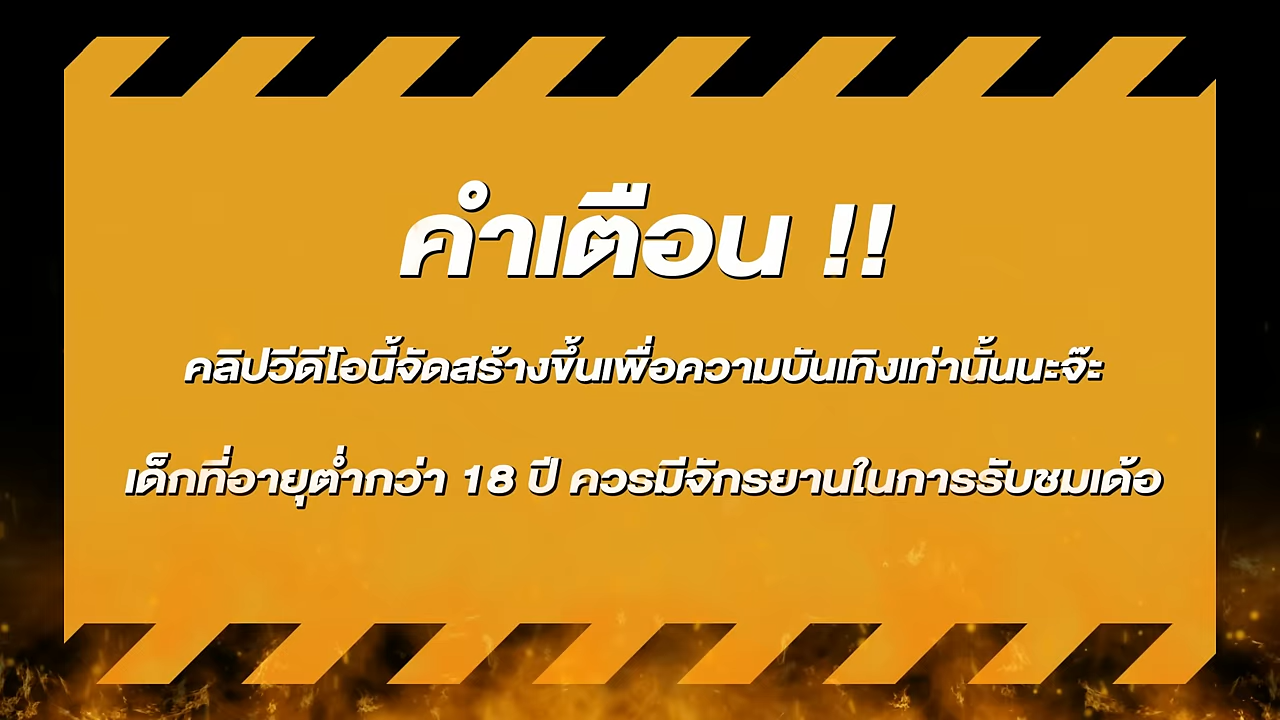 คำเตือน !!
คลิปวีดีโอนี้จัดสร้างขึ้นเพื่อความบันเทิงเท่านั้นนะจ๊ะ
เด็กที่อายุต่ำกว่า 18 ปี ควรมีจักรยานในการรับชมเด้อ